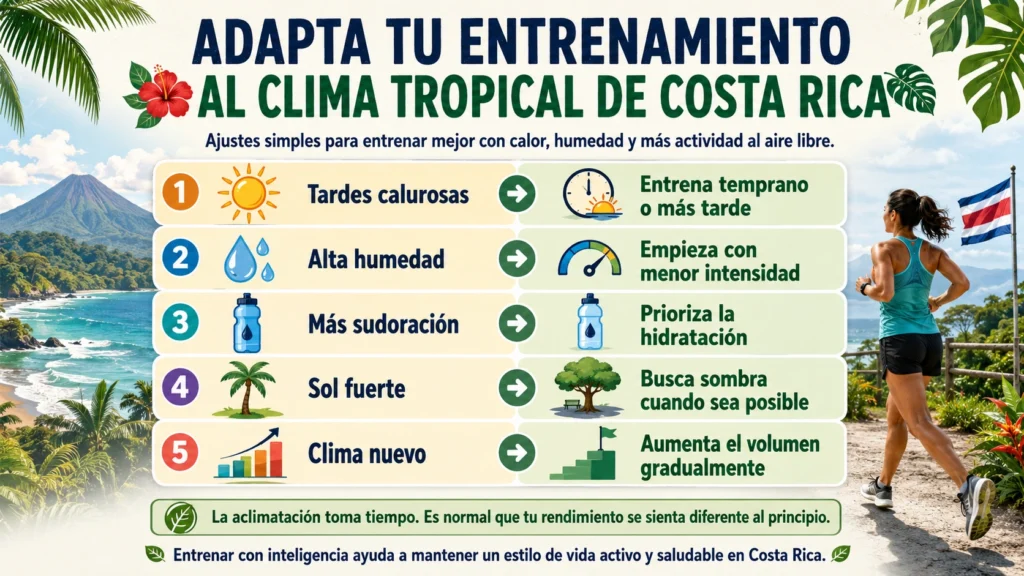 ADAPTA TU ENTRENAMIENTO
AL CLIMA TROPICAL DE COSTA RICA
Ajustes simples para entrenar mejor con calor, humedad y más actividad al aire libre.
1 Tardes calurosas
Entrena temprano
o más tarde
2 Alta humedad
Empieza con
menor intensidad
3 Más sudoración
Prioriza la
hidratación
4 Sol fuerte
Busca sombra
cuando sea posible
5 Clima nuevo
Aumenta el volumen
gradualmente
La aclimatación toma tiempo. Es normal que tu rendimiento se sienta diferente al principio.
Entrenar con inteligencia ayuda a mantener un estilo de vida activo y saludable en Costa Rica.